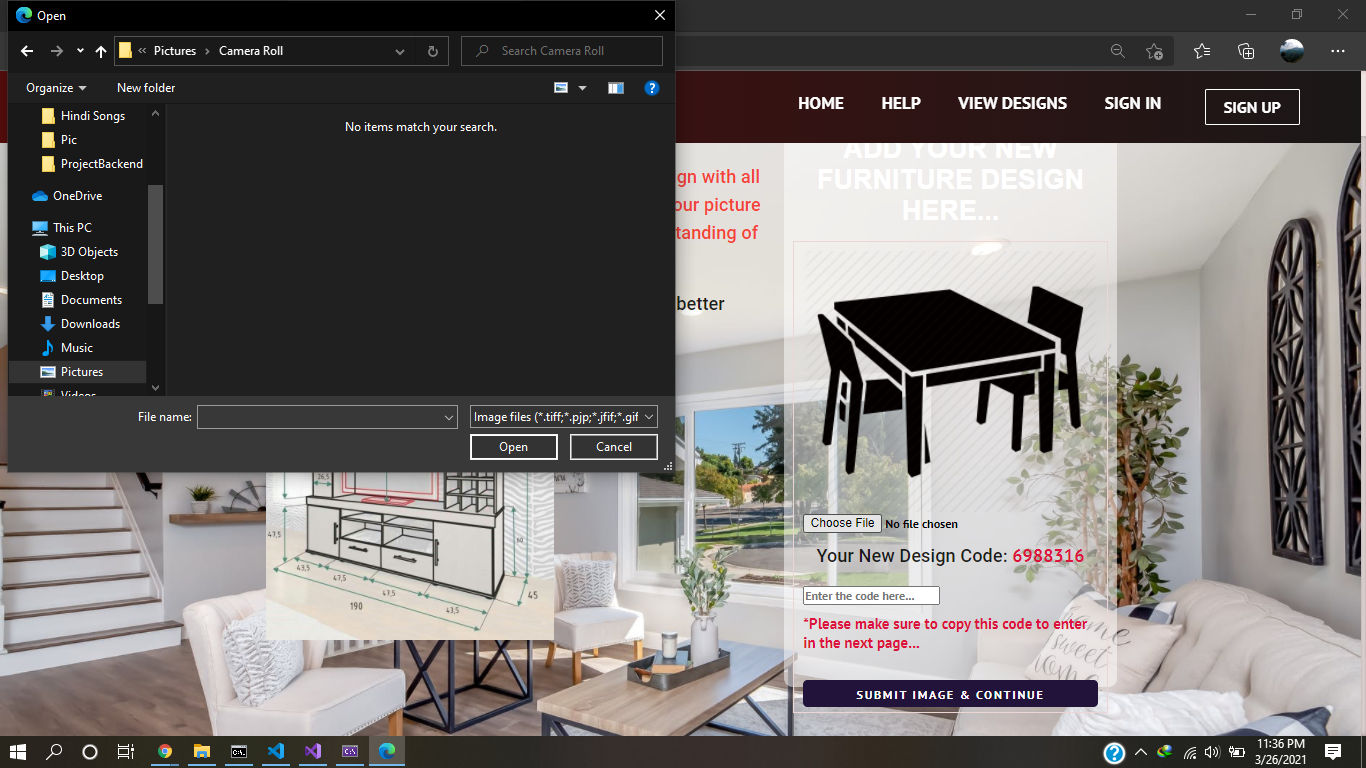 Open
Pictures
Camera Roll
Search Camera Roll
Organize
New folder
Hindi Songs
Pic
ProjectBackend
OneDrive
This PC
3D Objects
Desktop
Documents
Downloads
Music
Pictures
Videos
No items match your search.
File name:
Image files (*.tiff;*.pjp;*.jfif;*.gif
Open
Cancel
HOME
HELP
VIEW DESIGNS
SIGN IN
SIGN UP
gn with all
our picture
tanding of
better
ADD YOUR NEW
FURNITURE DESIGN
HERE...
Choose File No file chosen
Your New Design Code: 6988316
Enter the code here...
*Please make sure to copy this code to enter
in the next page...
SUBMIT IMAGE & CONTINUE
47,5
43,5
47,5
47,5
43,5
190
45
home
sweet
home
11:36 PM
3/26/2021